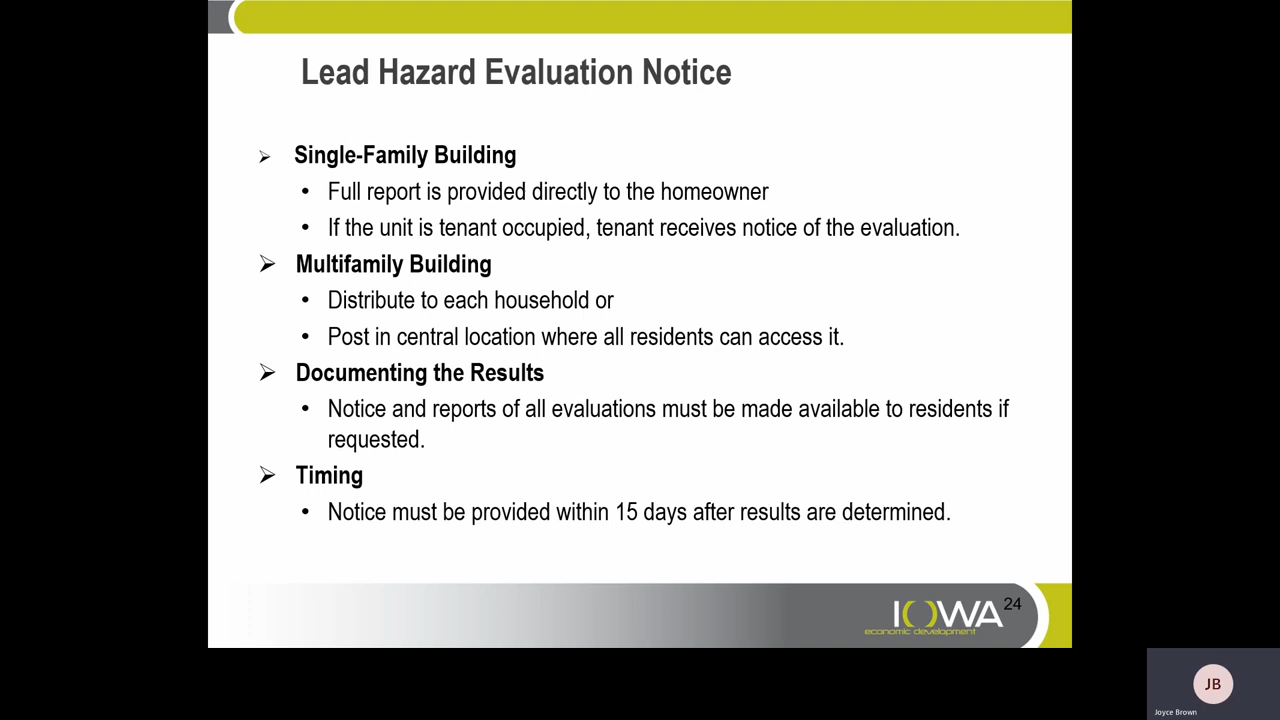 Lead Hazard Evaluation Notice
Single-Family Building
Full report is provided directly to the homeowner
If the unit is tenant occupied, tenant receives notice of the evaluation.
Multifamily Building
Distribute to each household or
Post in central location where all residents can access it.
Documenting the Results
Notice and reports of all evaluations must be made available to residents if
requested.
Timing
Notice must be provided within 15 days after results are determined.
24
IOWA
economic development
JB
Joyce Brown